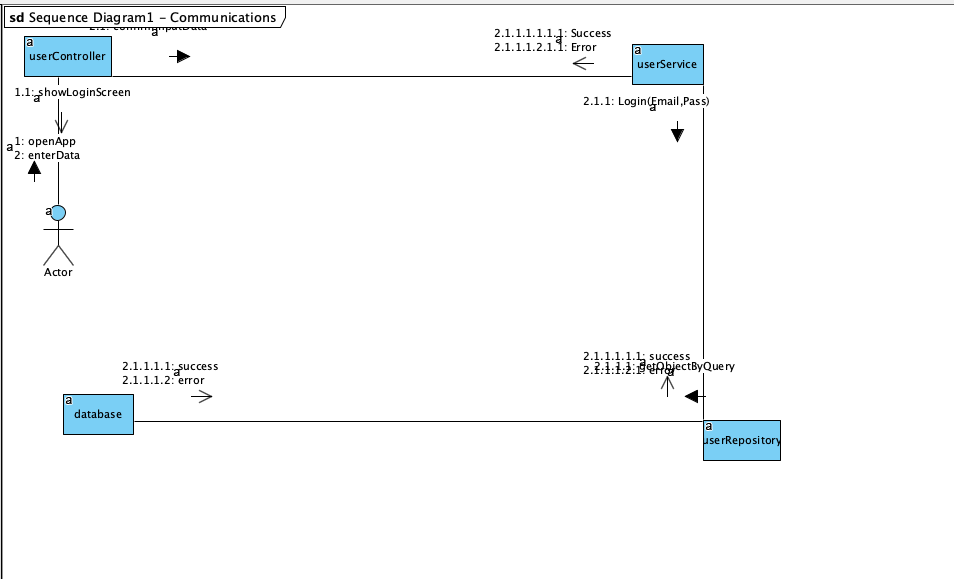 sd Sequence Diagram1 – Communications
a
userController
2.1.1.1.1.1.1: Success
2.1.1.1.2.1.1: Error
a
a
userService
a
1.1: showLoginScreen
a
2.1.1: Login(Email,Pass)
a
1: openApp
2: enterData
a
a
Actor
2.1.1.1.1: success
2.1.1.1.2: error
a
2.1.1.1.1.1: success
2.1.1.1.2.1: error
2.1.1.1: getObjectByQuery
a
a
a
database
a
userRepository